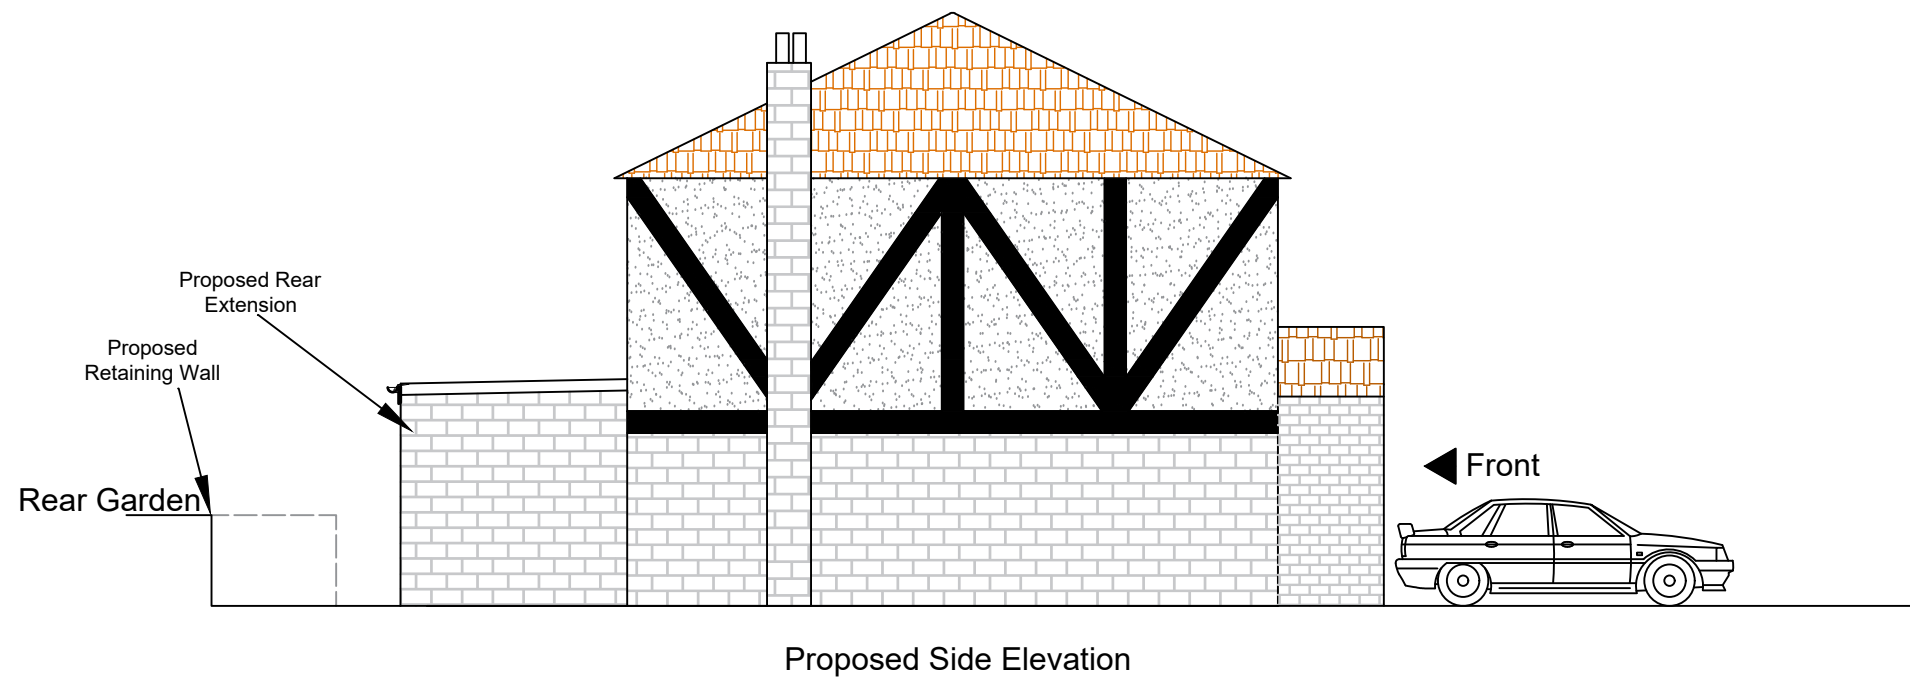 Proposed Rear
Extension
Proposed
Retaining Wall
Rear Garden
Front
Proposed Side Elevation